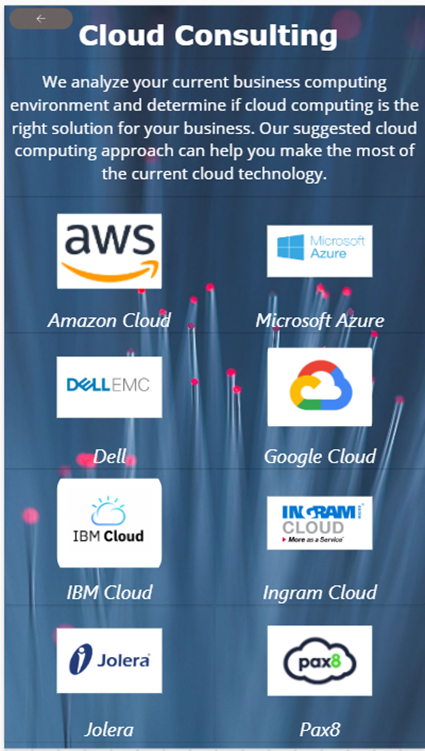 Cloud Consulting
We analyze your current business computing
environment and determine if cloud computing is the
right solution for your business. Our suggested cloud
computing approach can help you make the most of
the current cloud technology.
aws
Microsoft
Azure
Amazon Cloud
Microsoft Azure
DELLEMC
Dell
Google Cloud
IBM Cloud
INGRAM
CLOUD
More as a Service
IBM Cloud
Ingram Cloud
Jolera
pax8
Jolera
Pax8